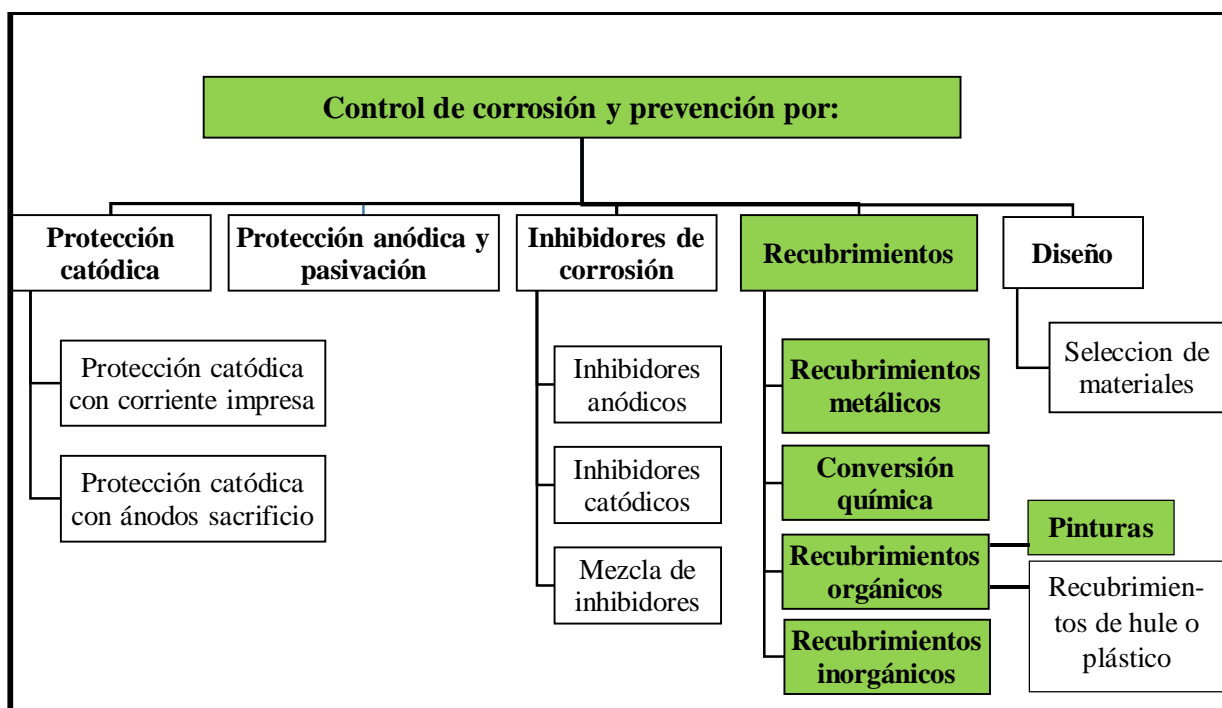 Control de corrosión y prevención por:
Protección
catódica
Protección anódica y
pasivación
Inhibidores de
corrosión
Recubrimientos
Diseño
Protección catódica
con corriente impresa
Protección catódica
con ánodos sacrificio
Inhibidores
anódicos
Inhibidores
catódicos
Mezcla de
inhibidores
Recubrimientos
metálicos
Conversión
química
Recubrimientos
orgánicos
Recubrimientos
inorgánicos
Pinturas
Recubrimien-
tos de hule o
plástico
Seleccion de
materiales